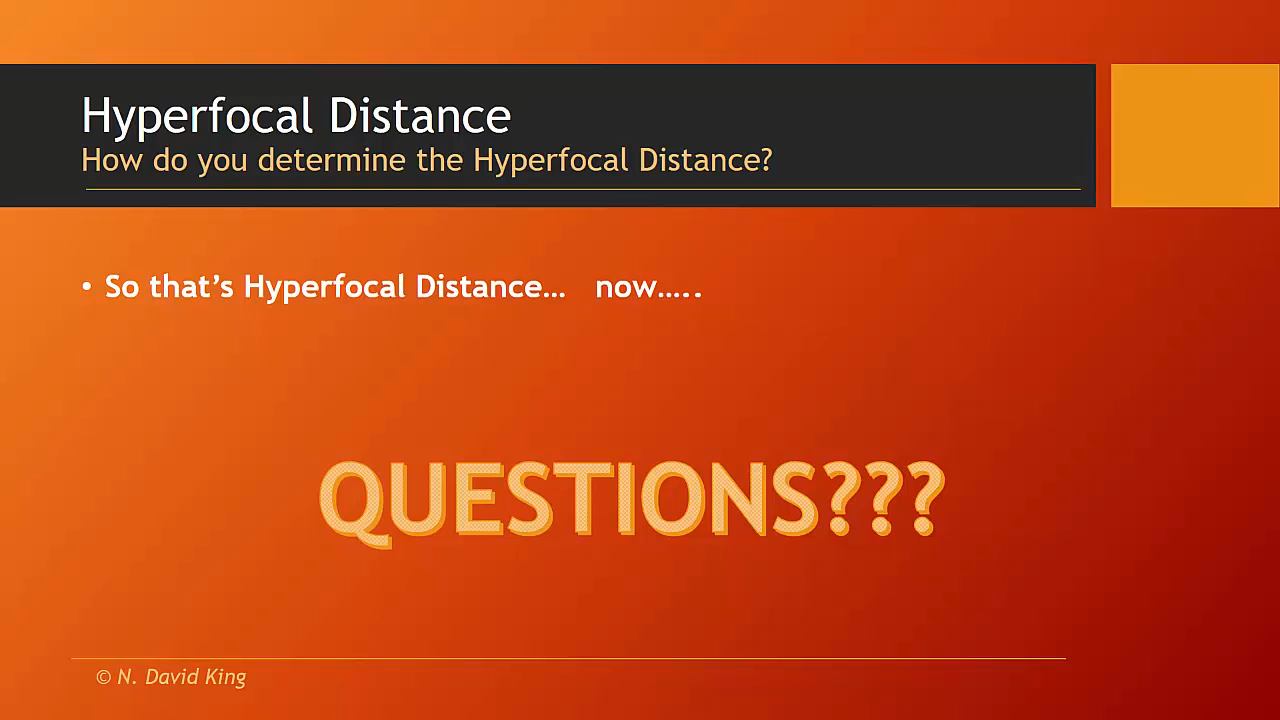 Hyperfocal Distance
How do you determine the Hyperfocal Distance?
• So that’s Hyperfocal Distance… now…..
QUESTIONS???
© N. David King